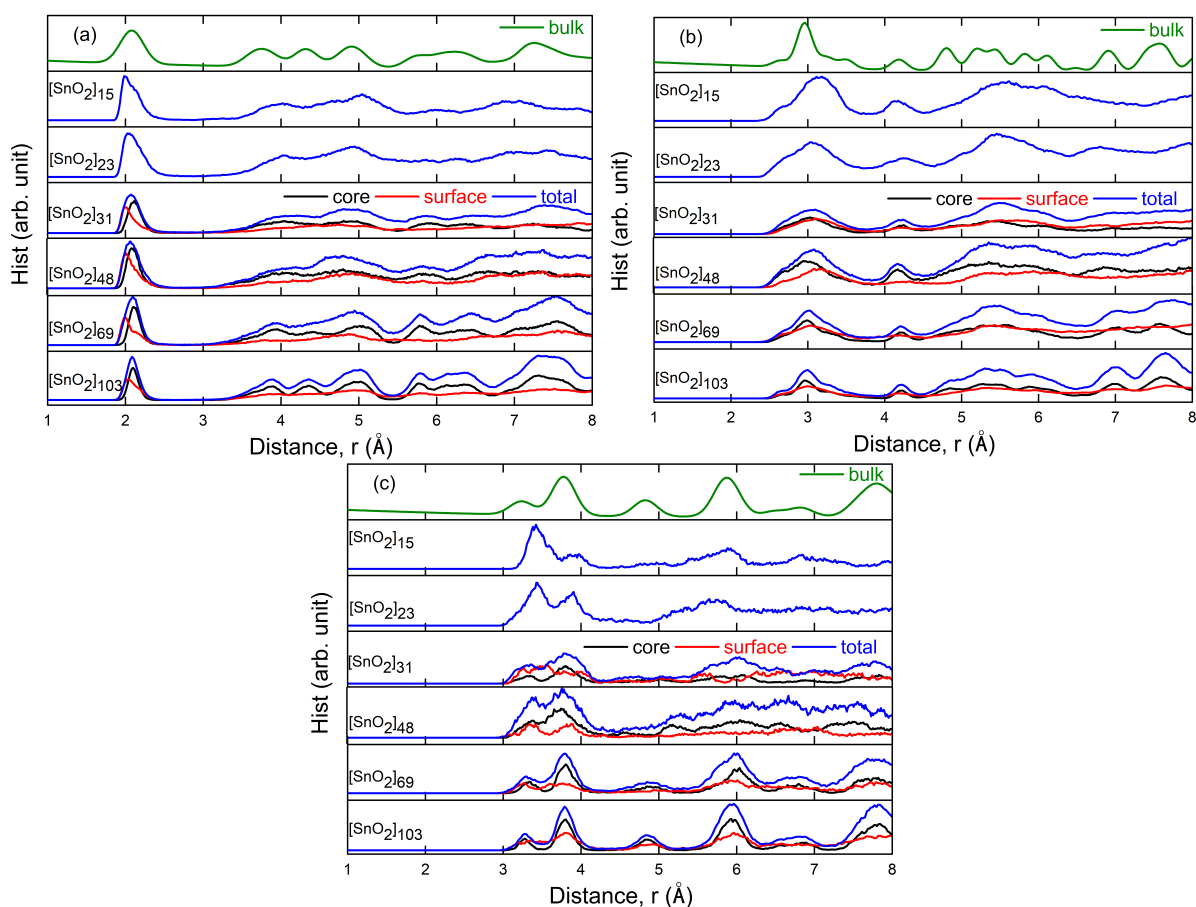 (a)
bulk
[SnO2]15
[SnO2]23
core surface total
[SnO2]31
[SnO2]48
[SnO2]69
[SnO2]103
1 2 3 4 5 6 7 8
Distance, r (Å)
Hist (arb. unit)
(b)
bulk
[SnO2]15
[SnO2]23
core surface total
[SnO2]31
[SnO2]48
[SnO2]69
[SnO2]103
1 2 3 4 5 6 7 8
Distance, r (Å)
Hist (arb. unit)
(c)
bulk
[SnO2]15
[SnO2]23
core surface total
[SnO2]31
[SnO2]48
[SnO2]69
[SnO2]103
1 2 3 4 5 6 7 8
Distance, r (Å)
Hist (arb. unit)